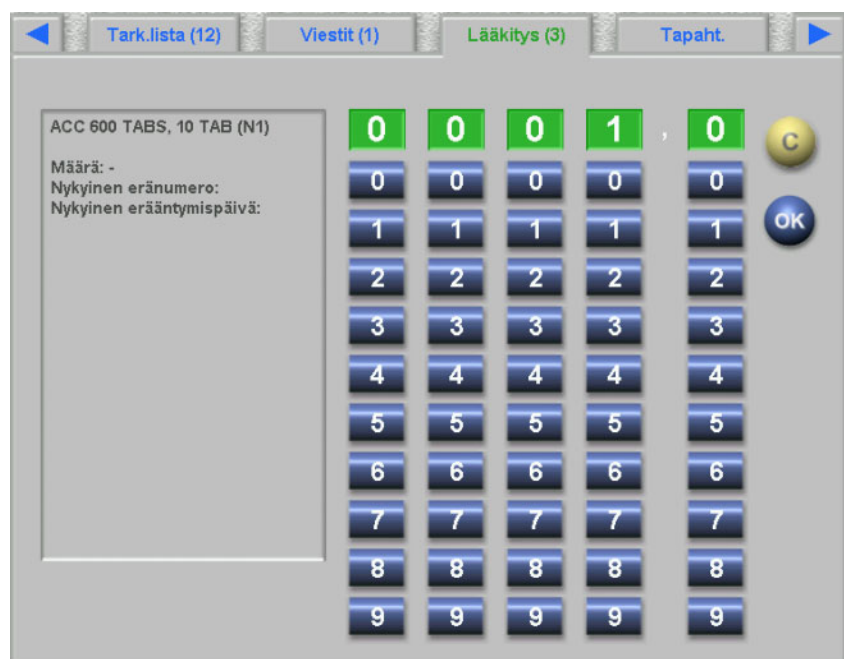 Tark.lista (12) Viestit (1) Lääkitys (3) Tapaht.
ACC 600 TABS, 10 TAB (N1)
Määrä: -
Nykyinen eränumero:
Nykyinen erääntymispäivä:
0 0 0 1 , 0
0 0 0 0 0
1 1 1 1 1
2 2 2 2 2
3 3 3 3 3
4 4 4 4 4
5 5 5 5 5
6 6 6 6 6
7 7 7 7 7
8 8 8 8 8
9 9 9 9 9
C
OK